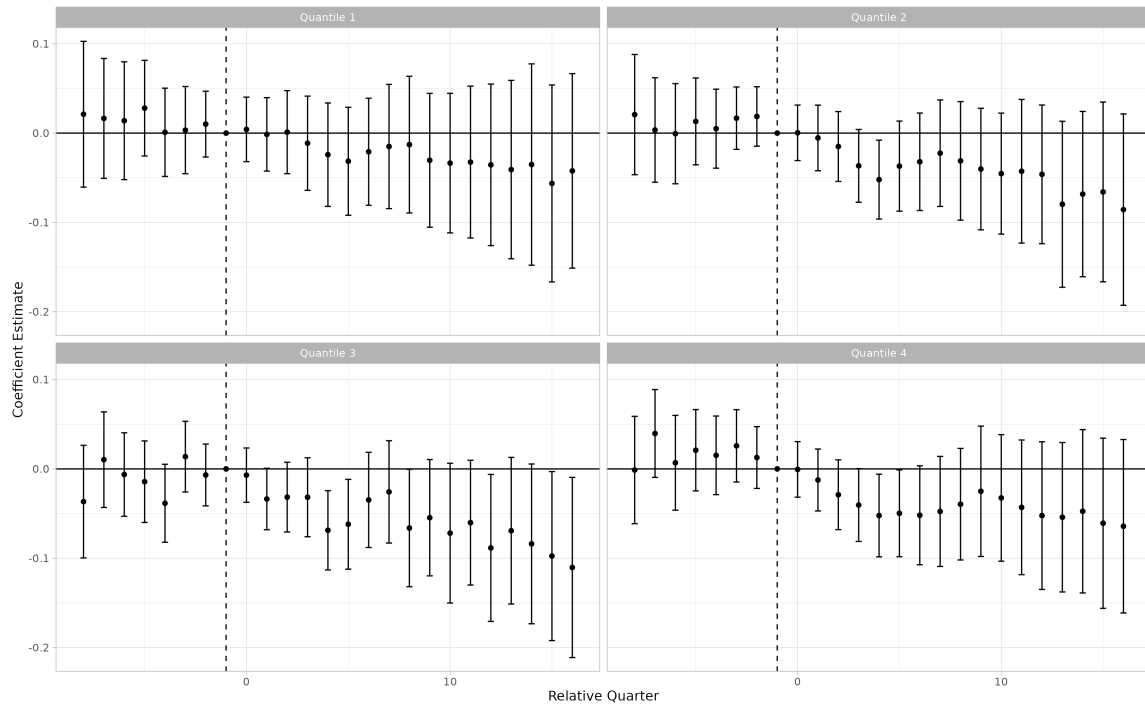 Quantile 1
Quantile 2
0.1
0.0
-0.1
-0.2
Quantile 3
Quantile 4
0.1
0.0
-0.1
-0.2
0
10
0
10
Relative Quarter
Coefficient Estimate